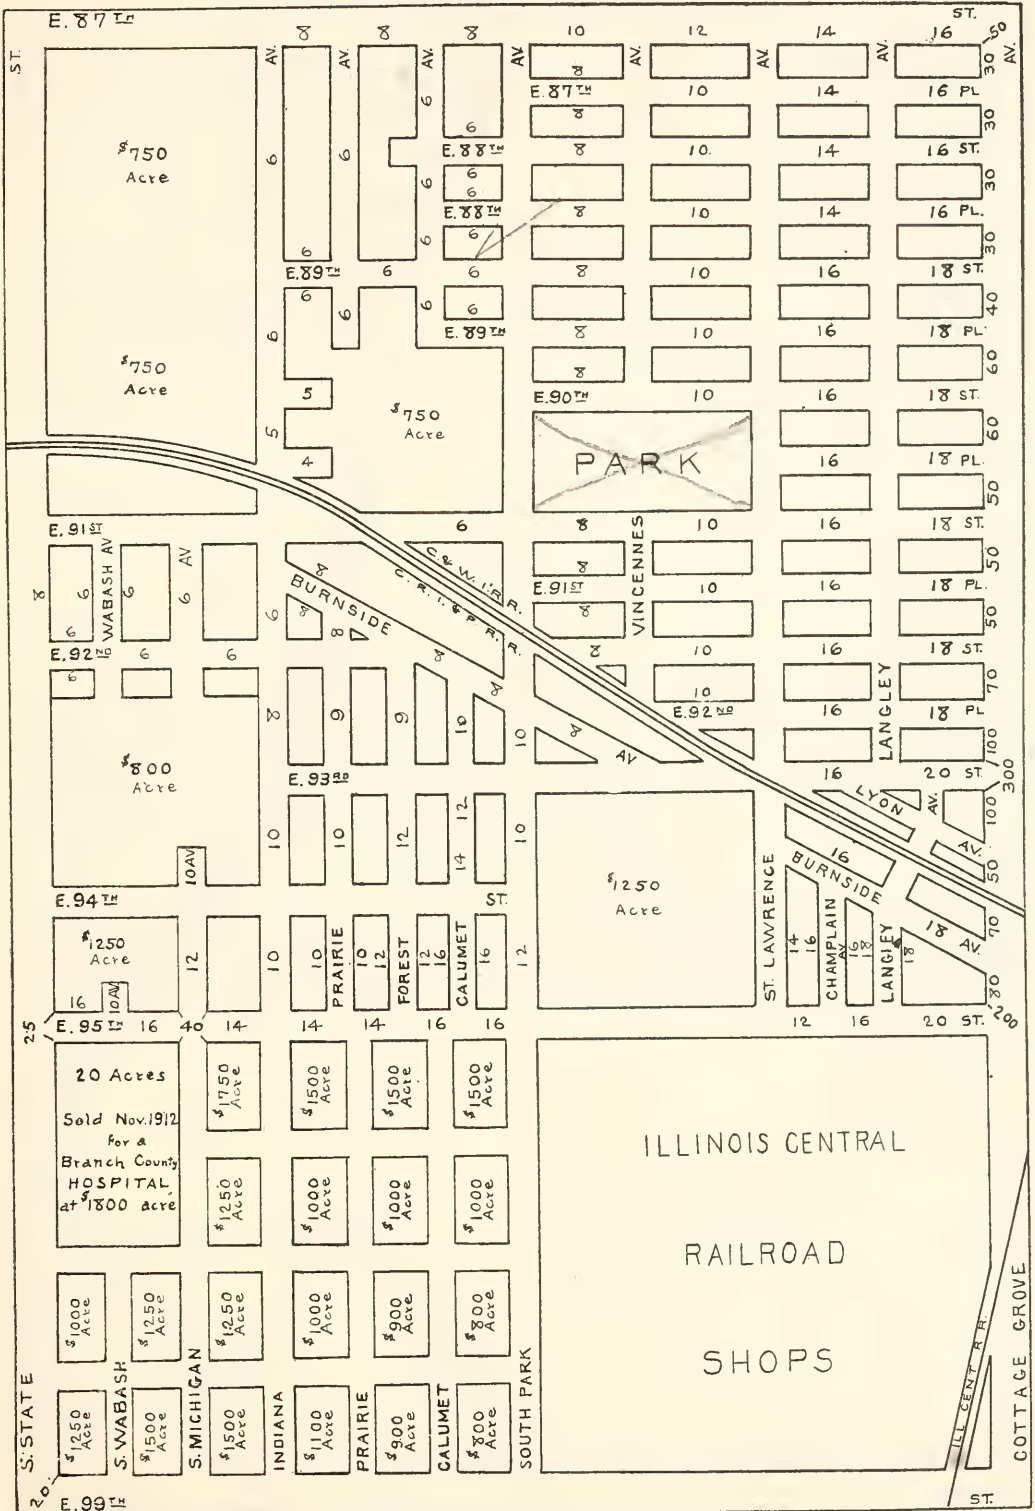 E. 87TH 8 8 8 10 12 14 16 ST. -50
ST. AV. AV. AV. AV. AV. AV. AV.
8 30
E. 87TH 10 14 16 PL
$750 Acre 6 6 6 6 8 30
E. 88TH 8 10. 14 16 ST.
6 6 6 30
E. 88TH 8 10 14 16 PL.
6 6 6 30
E. 89TH 6 6 8 10 16 18 ST.
6 6 6 6 6 40
E. 89TH 8 10 16 18 PL.
$750 Acre 8 60
5
E. 90TH 10 16 18 ST.
5 $750 Acre 60
PARK
4 16 18 PL.
50
E. 91ST 6 8 10 16 18 ST.
8 6 WABASH AV 6 AV 6 6 8 C. & W. I. R. R. 8 VINCENNES 50
BURNSIDE 8 C. R. I. & P. R. R. E. 91ST 10 16 18 PL.
6 8 8 8 50
E. 92ND 6 6 8 8 10 16 18 ST.
6 8 10 LANGLEY 70
8 9 9 10 10 8 E. 92ND 16 18 PL
$800 Acre AV 100
E. 93RD 16 20 ST. 300
10 10 12 14 12 10 LYON AV. 100
AV.
10 AV 16 50
BURNSIDE
E. 94TH ST. $1250 Acre 70
18 AV.
$1250 Acre 12 10 10 PRAIRIE 10 12 FOREST 12 16 CALUMET 16 12 ST. LAWRENCE 14 16 CHAMPLAIN AV 16 18 LANGLEY 18
16 10 AV 80
-200
25 E. 95TH 16 40 14 14 14 16 16 12 16 20 ST.
20 Acres
Sold Nov. 1912
for a
Branch County
HOSPITAL
at $1800 acre
$1750 Acre $1500 Acre $1500 Acre $1500 Acre
$1250 Acre $1000 Acre $1000 Acre $1000 Acre
ILLINOIS CENTRAL
RAILROAD
SHOPS
$1000 Acre $1250 Acre $1250 Acre $1000 Acre $900 Acre $800 Acre
S. STATE S. WABASH S. MICHIGAN INDIANA PRAIRIE CALUMET SOUTH PARK ILL CENT R R. COTTAGE GROVE
$1250 Acre $1500 Acre $1500 Acre $1100 Acre $900 Acre $800 Acre
20 E. 99TH ST.